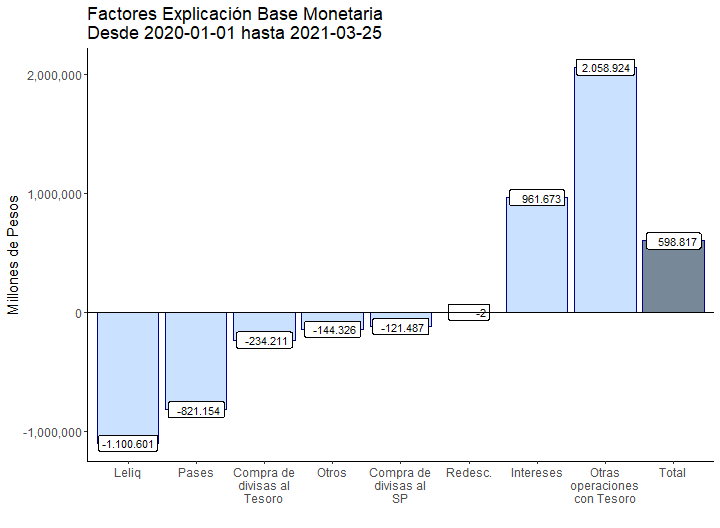 Factores Explicación Base Monetaria
Desde 2020-01-01 hasta 2021-03-25
Millones de Pesos
2,000,000
1,000,000
0
-1,000,000
-1.100.601
-821.154
-234.211
-144.326
-121.487
-2
961.673
2.058.924
598.817
Leliq
Pases
Compra de
divisas al
Tesoro
Otros
Compra de
divisas al
SP
Redesc.
Intereses
Otras
operaciones
con Tesoro
Total